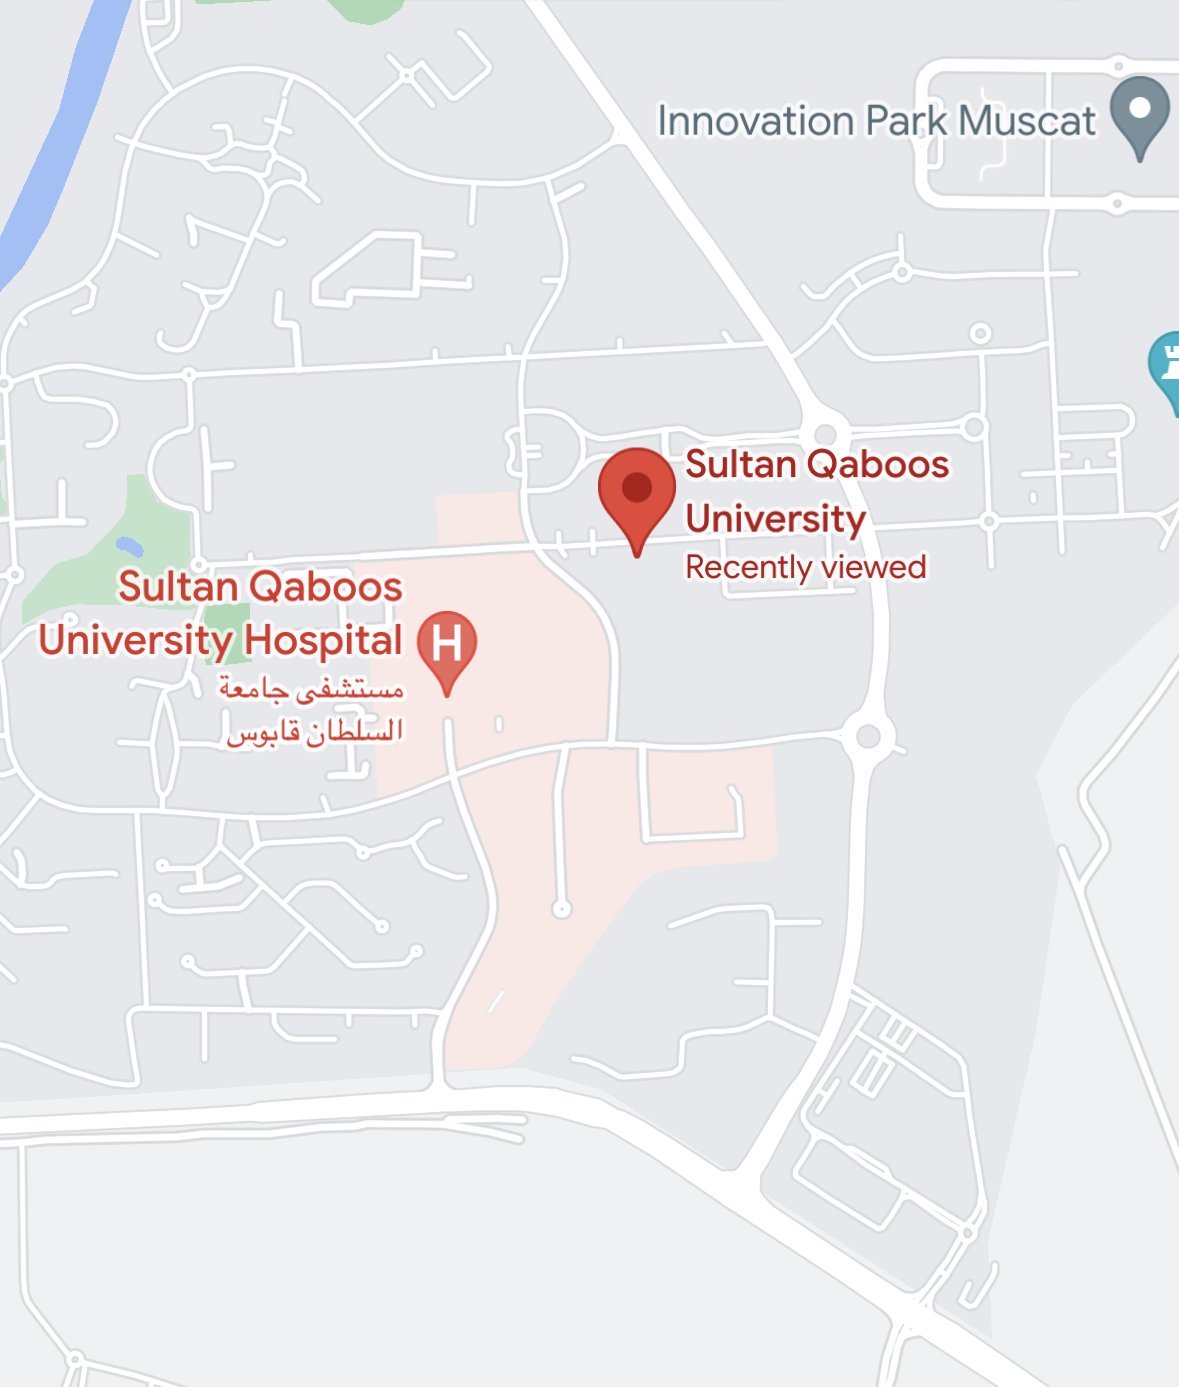 Innovation Park Muscat
Sultan Qaboos
University
Recently viewed
Sultan Qaboos
University Hospital
مستشفى جامعة
السلطان قابوس
H